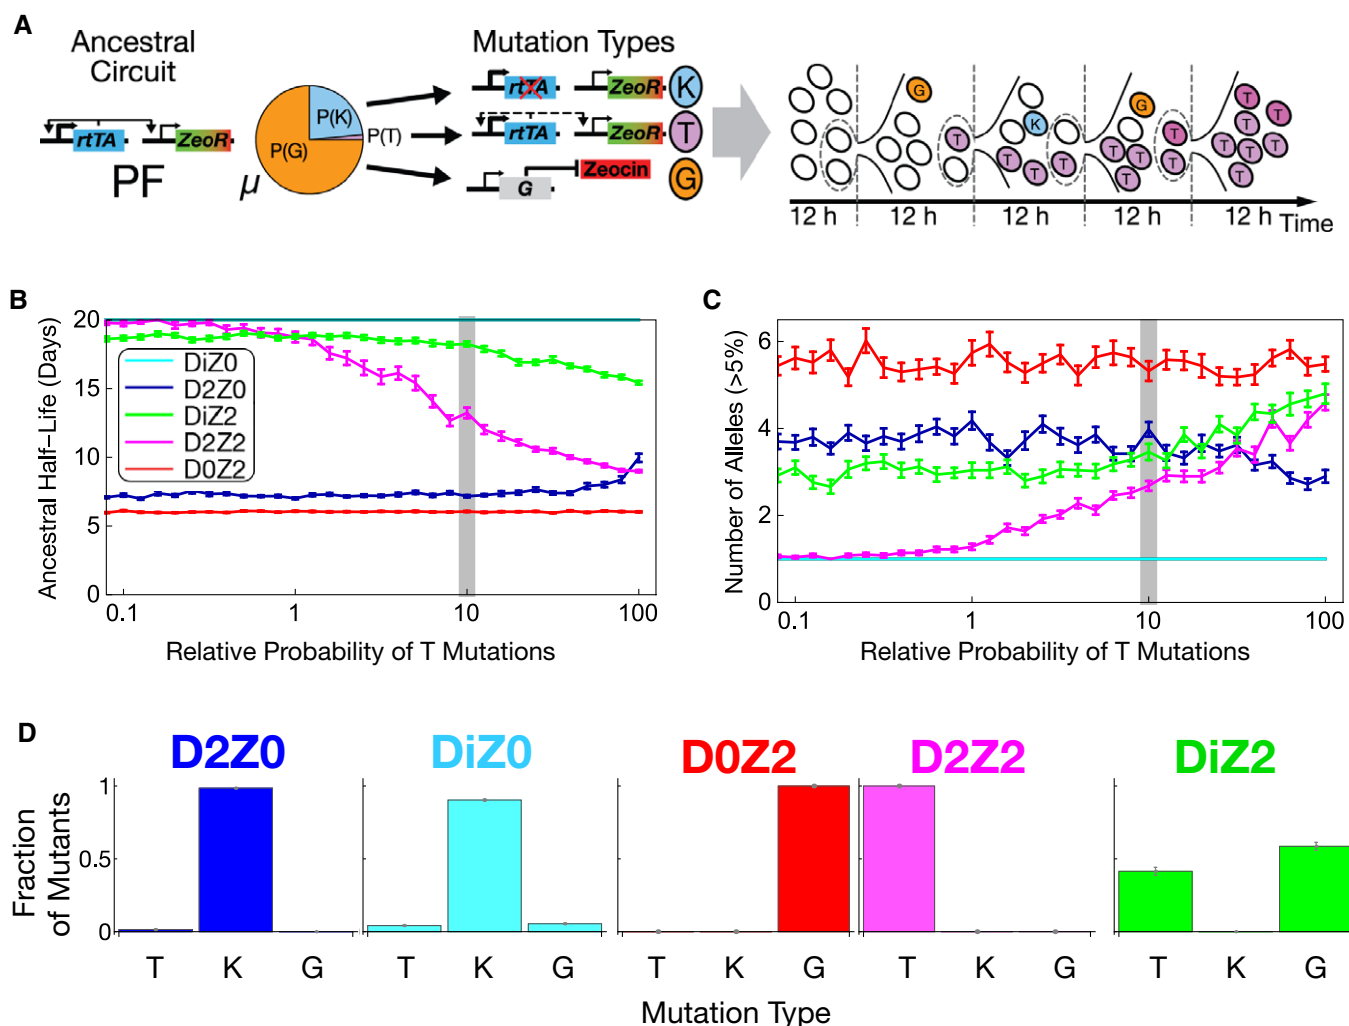 A
Ancestral
Circuit
Mutation Types
rtTA
ZeoR
PF
P(K)
P(T)
P(G)
μ
rtTA
ZeoR
K
rtTA
ZeoR
T
G
Zeocin
G
G
T
K
T
T
T
G
T
T
T
T
T
T
T
T
T
T
T
T
T
12 h
12 h
12 h
12 h
12 h
Time
B
Ancestral Half-Life (Days)
20
15
10
5
0
DiZ0
D2Z0
DiZ2
D2Z2
D0Z2
0.1
1
10
100
Relative Probability of T Mutations
C
Number of Alleles (>5%)
6
4
2
0
0.1
1
10
100
Relative Probability of T Mutations
D
D2Z0
DiZ0
D0Z2
D2Z2
DiZ2
Fraction
of Mutants
1
0.5
0
T K G
T K G
T K G
T K G
T K G
Mutation Type